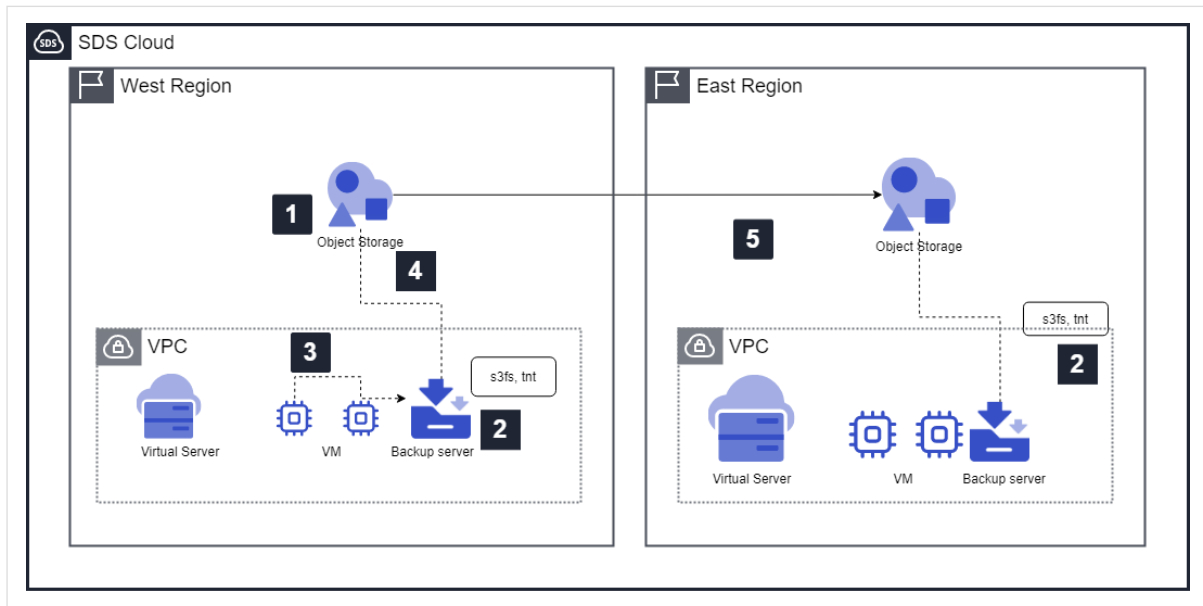 SDS
SDS Cloud
West Region
East Region
1
Object Storage
4
5
Object Storage
VPC
3
s3fs, tnt
2
Virtual Server
VM
Backup server
s3fs, tnt
VPC
2
Virtual Server
VM
Backup server